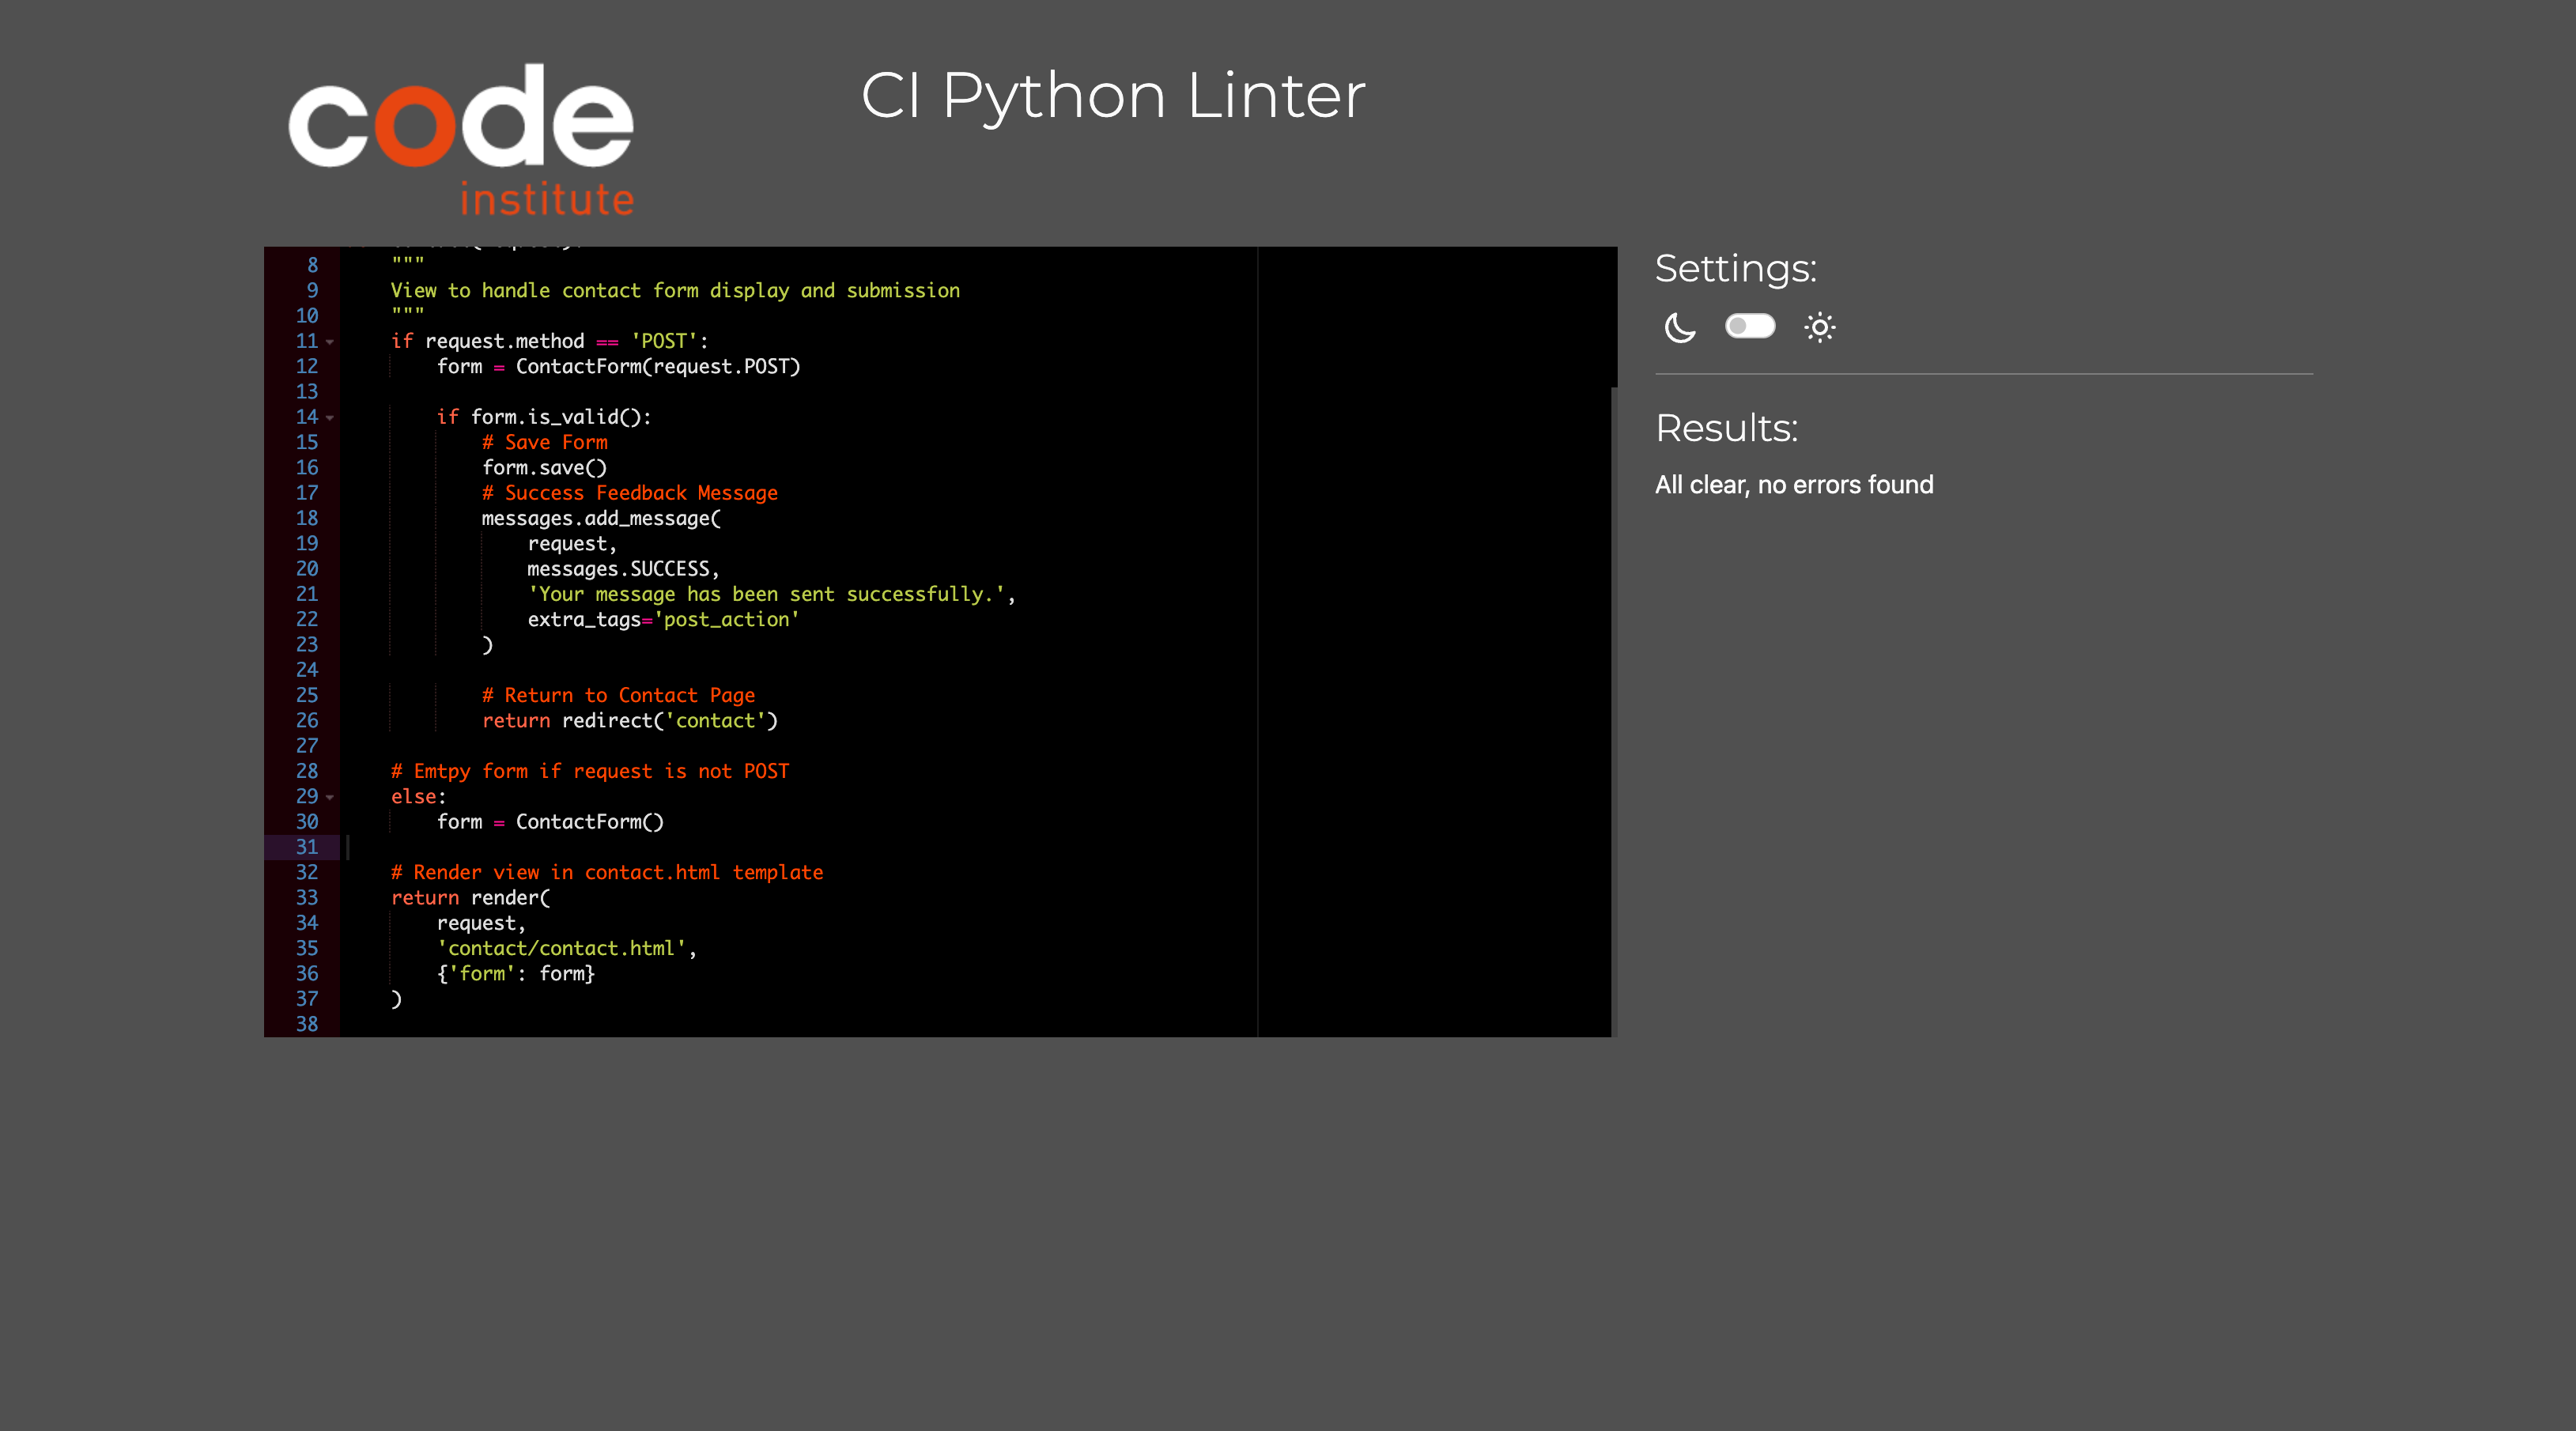 code
institute
CI Python Linter
8 """
9 View to handle contact form display and submission
10 """
11 if request.method == 'POST':
12 form = ContactForm(request.POST)
13
14 if form.is_valid():
15 # Save Form
16 form.save()
17 # Success Feedback Message
18 messages.add_message(
19 request,
20 messages.SUCCESS,
21 'Your message has been sent successfully.',
22 extra_tags='post_action'
23 )
24
25 # Return to Contact Page
26 return redirect('contact')
27
28 # Emtpy form if request is not POST
29 else:
30 form = ContactForm()
31
32 # Render view in contact.html template
33 return render(
34 request,
35 'contact/contact.html',
36 {'form': form}
37 )
38
Settings:
Results:
All clear, no errors found